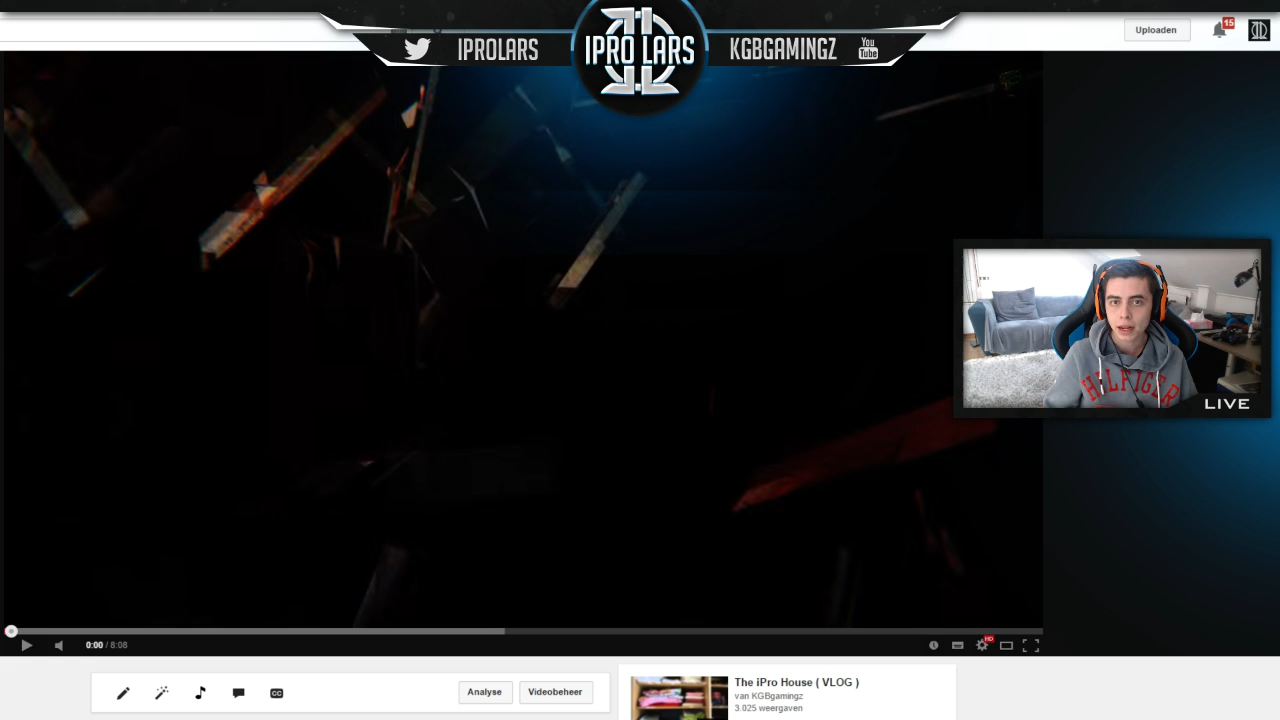 Uploaden
15
IPROLARS
IPRO LARS
KGBGAMINGZ
You
Tube
HILFIGER
LIVE
0:00 / 8:08
HD
CC
Analyse
Videobeheer
The iPro House ( VLOG )
van KGBgamingz
3.025 weergaven